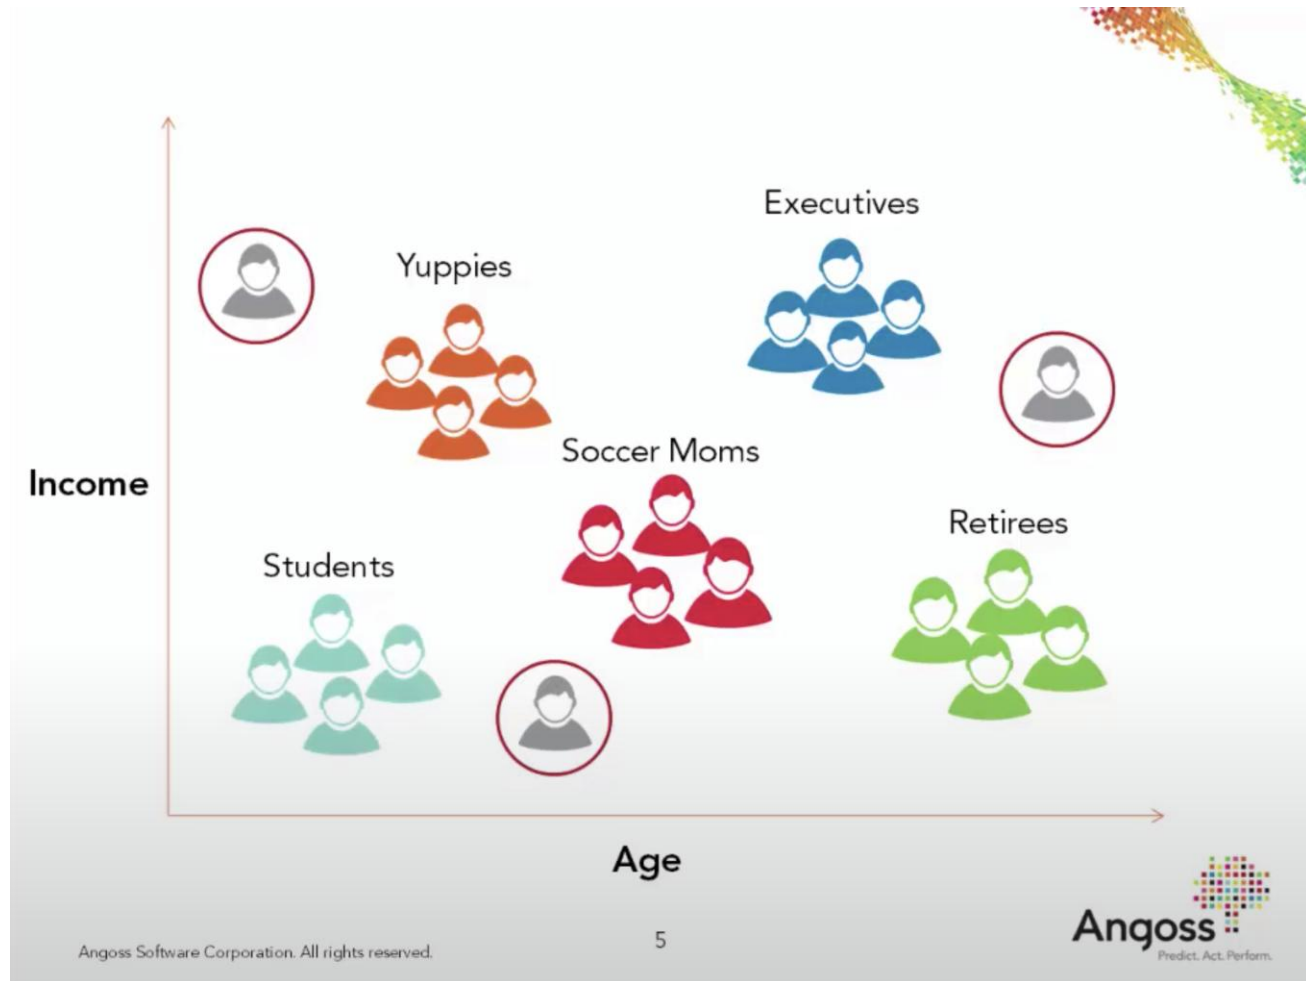 Executives
Yuppies
Soccer Moms
Income
Retirees
Students
Age
Angoss
Predict. Act. Perform.
Angoss Software Corporation. All rights reserved.
5